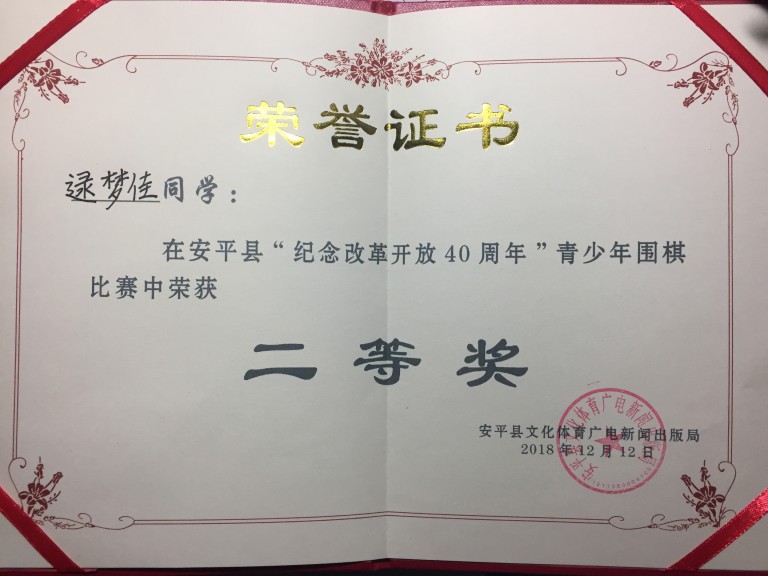 荣誉证书
逯梦佳同学：
在安平县“纪念改革开放40周年”青少年围棋
比赛中荣获
二等奖
安平县文化体育广电新闻出版局
2018年12月12日